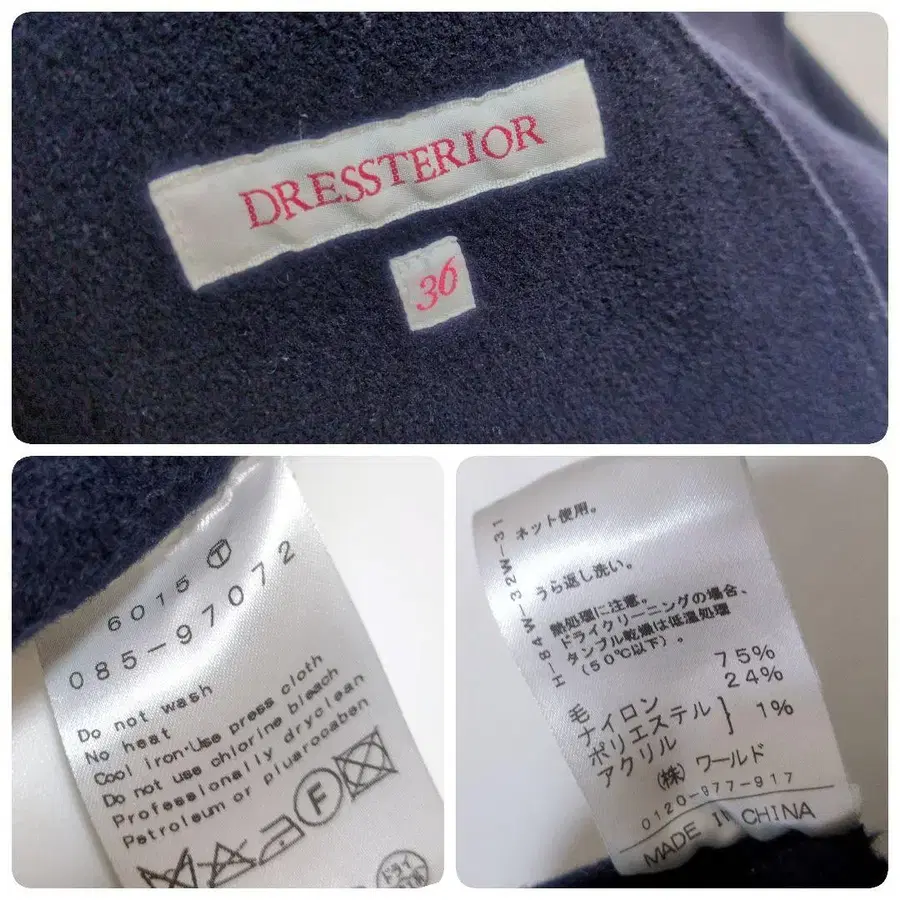 DRESSTERIOR
36
6015 Ⓣ
085-97072
Do not wash
No heat
Cool iron·Use press cloth
Do not use chlorine bleach
Professionally dryclean
Petroleum or pluarocaben
F
ドライ
H-84W-32W-31
ネット使用。
うら返し洗い。
熱処理に注意。
ドライクリーニングの場合、
タンブル乾燥は低温処理
(50℃以下)。
毛 75%
ナイロン 24%
ポリエステル
アクリル } 1%
(株) ワールド
0120-977-917
MADE IN CHINA